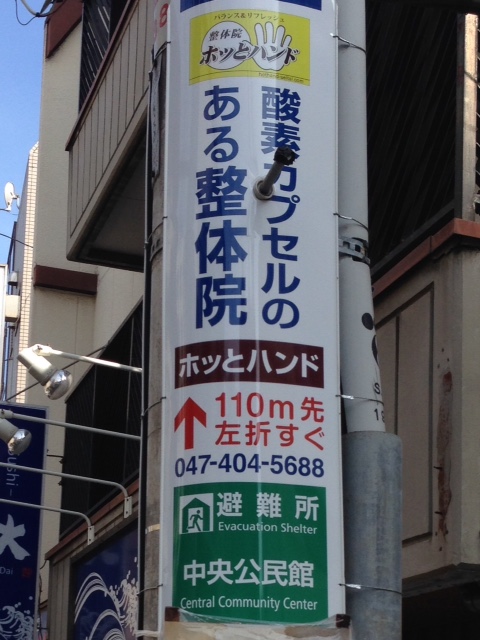 バランス&リフレッシュ
整体院
ホッとハンド
酸素カプセルの
ある整体院
ホッとハンド
110m先
左折すぐ
047-404-5688
避難所
Evacuation Shelter
中央公民館
Central Community Center
Dai